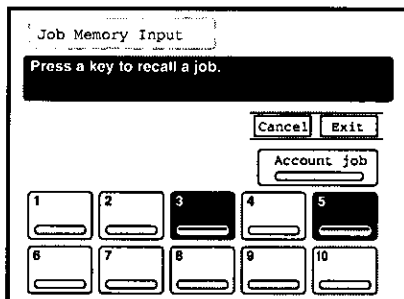 Job Memory Input
Press a key to recall a job.
Cancel Exit
Account job
1 2 3 4 5
6 7 8 9 10